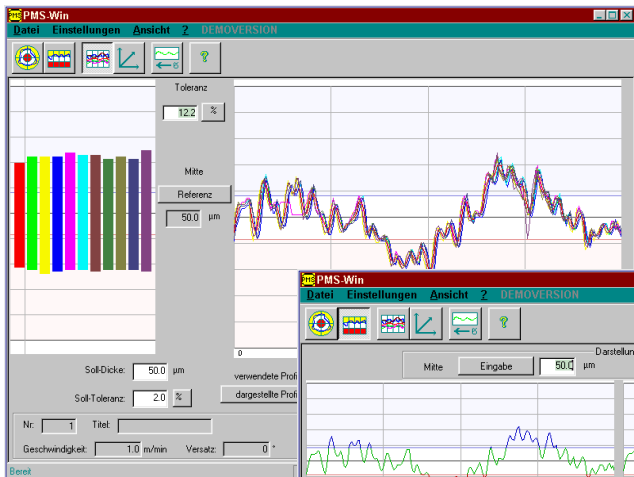 PMS PMS-Win
Datei Einstellungen Ansicht ? DEMOVERSION
?
Toleranz
12.2 %
Mitte
Referenz
50.0 µm
0
Soll-Dicke: 50.0 µm
Soll-Toleranz: 2.0 %
verwendete Profi
dargestellte Profi
Nr: 1 Titel:
Geschwindigkeit: 1.0 m/min Versatz: 0 °
Bereit
PMS PMS-Win
Datei Einstellungen Ansicht ? DEMOVERSION
?
Darstellun
Mitte Eingabe 50.0 µm